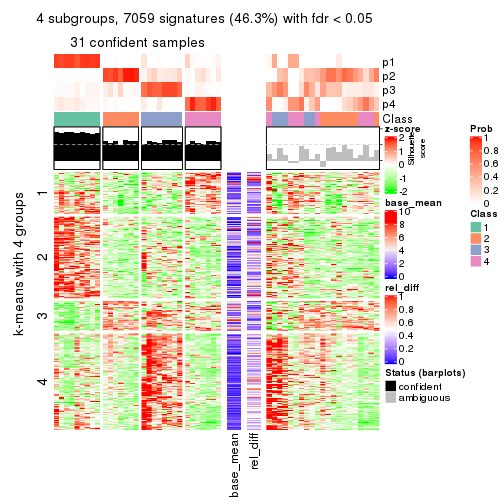 4 subgroups, 7059 signatures (46.3%) with fdr < 0.05
31 confident samples
p1
p2
p3
p4
Class
Silhouette score
k-means with 4 groups
1
2
3
4
base_mean
rel_diff
z-score
2
1
0
-1
-2
base_mean
10
8
6
4
2
0
rel_diff
1
0.8
0.6
0.4
0.2
0
Status (barplots)
confident
ambiguous
Prob
1
0.8
0.6
0.4
0.2
0
Class
1
2
3
4